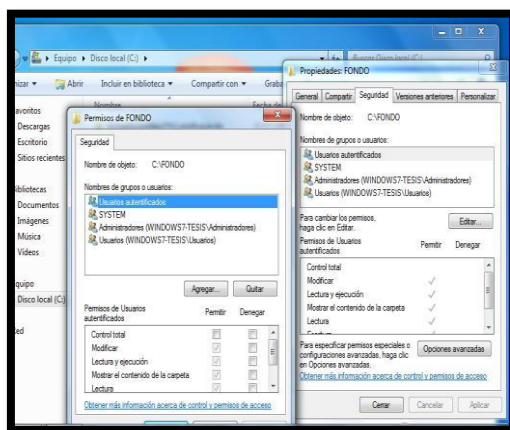 Equipo ▸ Disco local (C:) ▸
Buscar Disco local (C:)
nizar Abrir Incluir en biblioteca Compartir con Graba
Nombre Fecha de
avoritos
Descargas
Escritorio
Sitios recientes
bibliotecas
Documentos
Imágenes
Música
Vídeos
quipo
Disco local (C:)
ed
Permisos de FONDO
Seguridad
Nombre de objeto: C:\FONDO
Nombres de grupos o usuarios:
Usuarios autentificados
SYSTEM
Administradores (WINDOWS7-TESIS\Administradores)
Usuarios (WINDOWS7-TESIS\Usuarios)
Agregar... Quitar
Permisos de Usuarios
autentificados Permitir Denegar
Control total
Modificar
Lectura y ejecución
Mostrar el contenido de la carpeta
Lectura
Obtener más información acerca de control y permisos de acceso
Propiedades: FONDO
General Compartir Seguridad Versiones anteriores Personalizar
Nombre de objeto: C:\FONDO
Nombres de grupos o usuarios:
Usuarios autentificados
SYSTEM
Administradores (WINDOWS7-TESIS\Administradores)
Usuarios (WINDOWS7-TESIS\Usuarios)
Para cambiar los permisos,
haga clic en Editar. Editar...
Permisos de Usuarios
autentificados Permitir Denegar
Control total
Modificar
Lectura y ejecución
Mostrar el contenido de la carpeta
Lectura
Para especificar permisos especiales o
configuraciones avanzadas, haga clic
en Opciones avanzadas. Opciones avanzadas
Obtener más información acerca de control y permisos de acceso
Cerrar Cancelar Aplicar